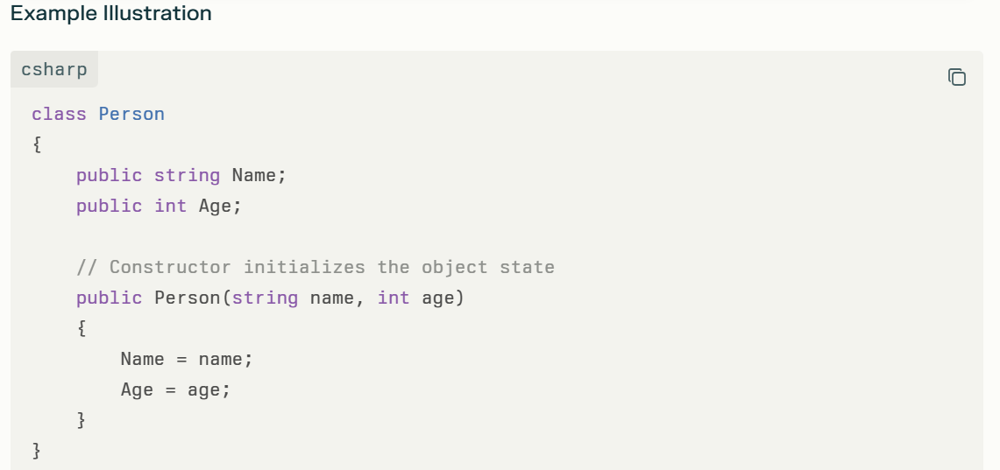 Example Illustration
csharp
class Person
{
    public string Name;
    public int Age;

    // Constructor initializes the object state
    public Person(string name, int age)
    {
        Name = name;
        Age = age;
    }
}